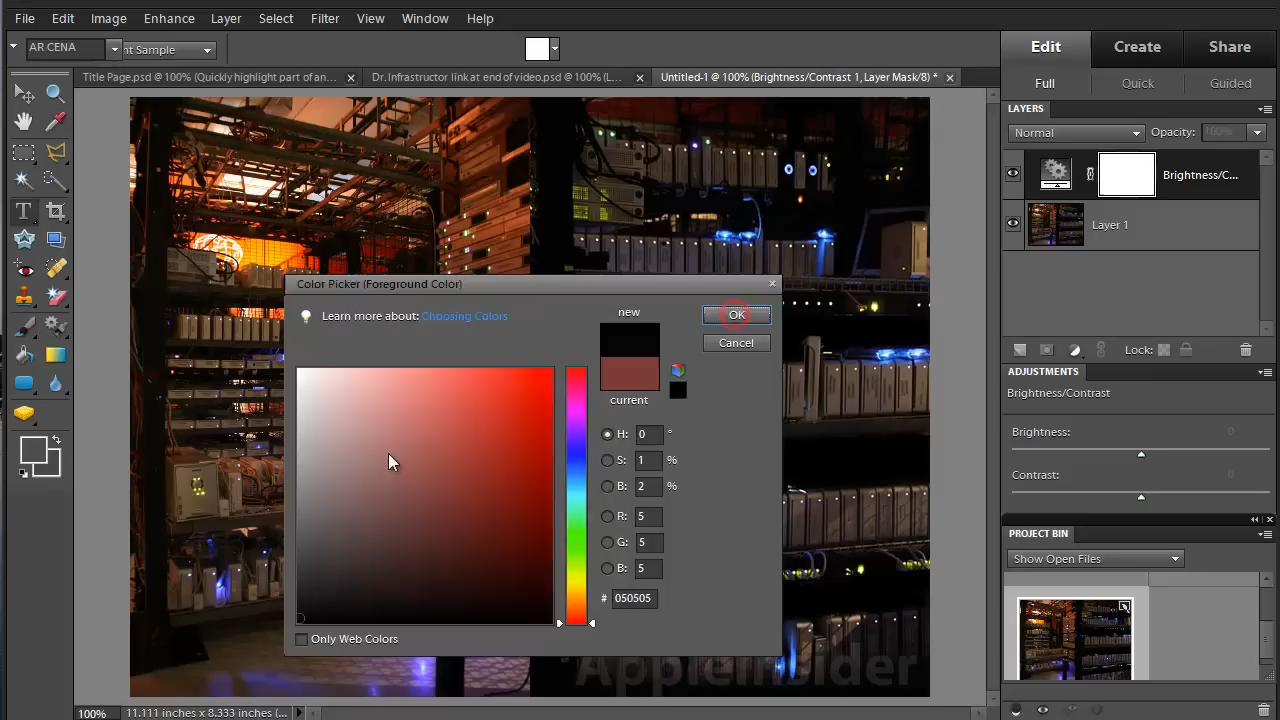 File Edit Image Enhance Layer Select Filter View Window Help
AR CENA
nt Sample
Edit Create Share
Full Quick Guided
Title Page.psd @ 100% (Quickly highlight part of an...
Dr. Infrastructor link at end of video.psd @ 100% (L...
Untitled-1 @ 100% (Brightness/Contrast 1, Layer Mask/8) *
LAYERS
Normal
Opacity: 100%
Brightness/C...
Layer 1
Lock:
ADJUSTMENTS
Brightness/Contrast
Brightness: 0
Contrast: 0
PROJECT BIN
Show Open Files
Color Picker (Foreground Color)
Learn more about: Choosing Colors
new
current
OK
Cancel
H: 0 °
S: 1 %
B: 2 %
R: 5
G: 5
B: 5
# 050505
Only Web Colors
AppleInsider
100% 11.111 inches x 8.333 inches (...